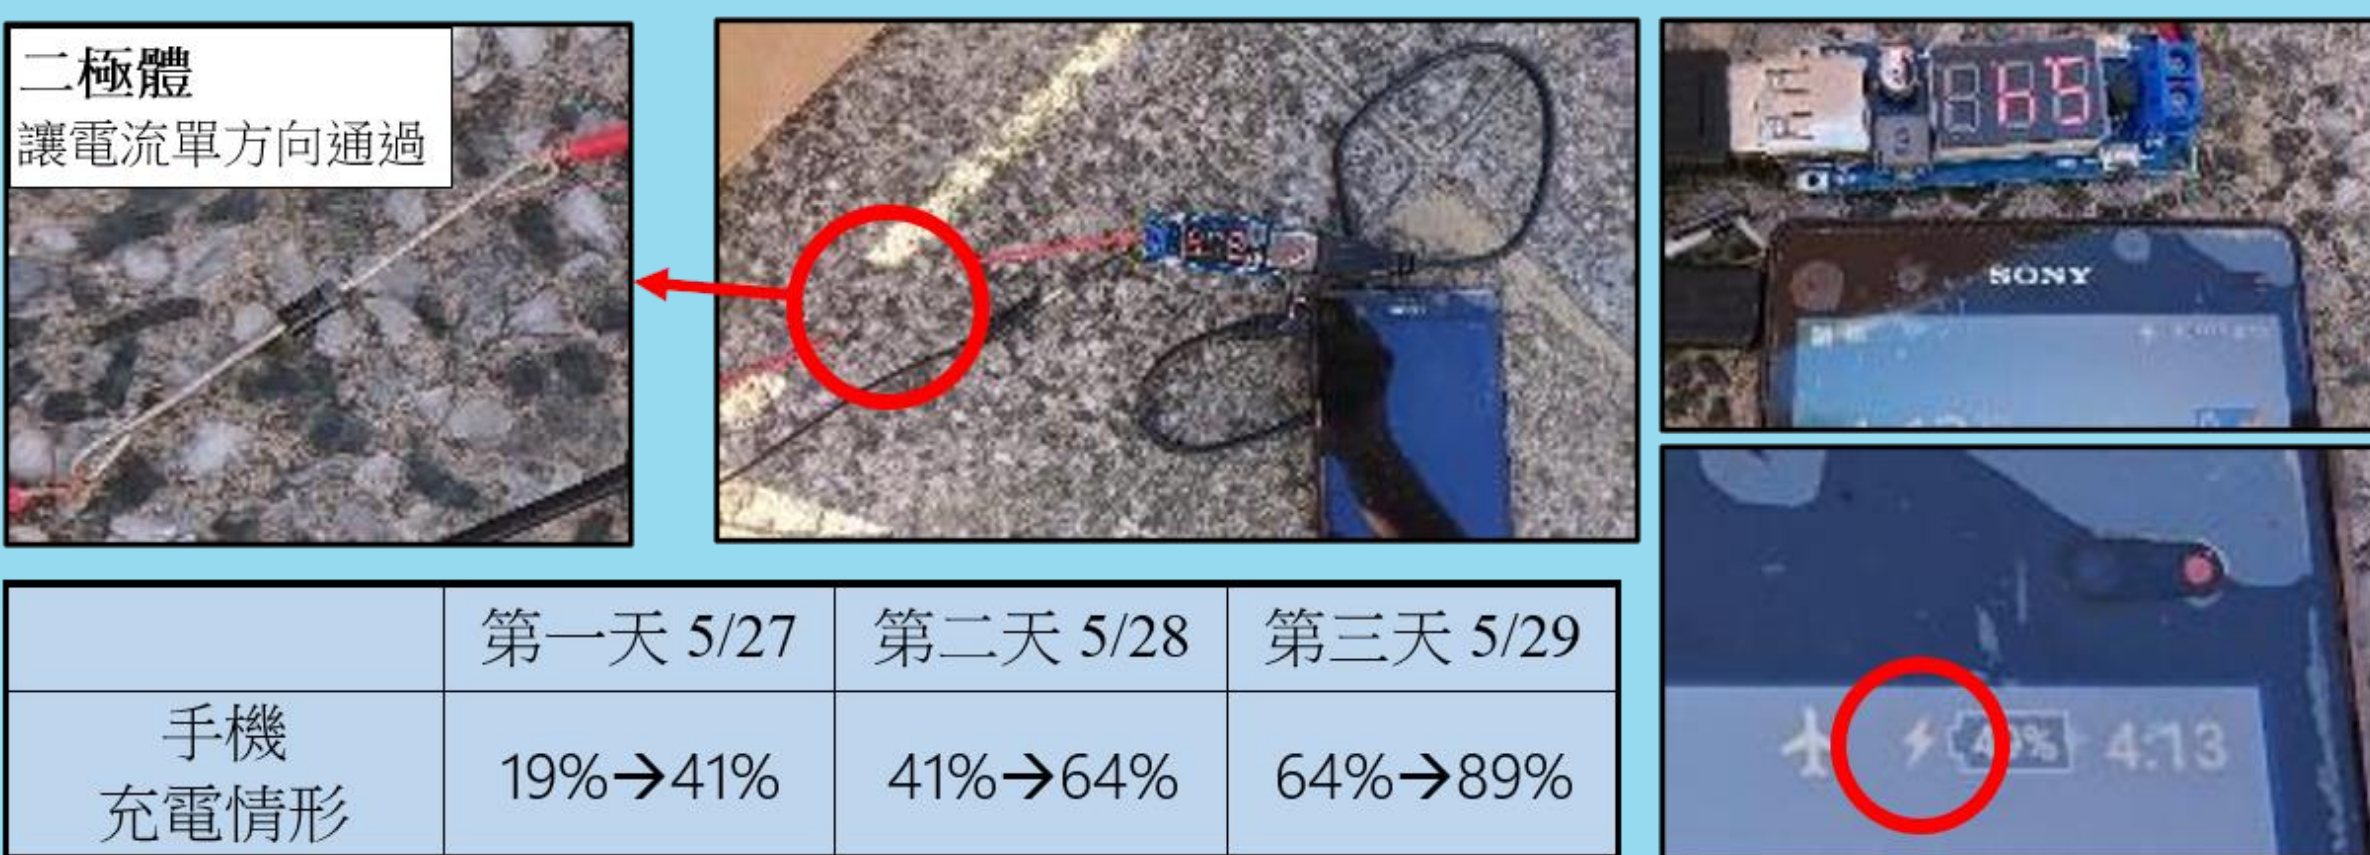 二極體
讓電流單方向通過
SONY
4:13
第一天 5/27
第二天 5/28
第三天 5/29
手機
充電情形
19%→41%
41%→64%
64%→89%